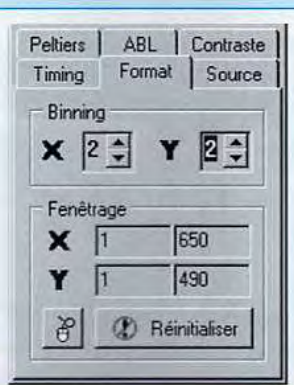 Peltiers ABL Contraste
Timing Format Source
Binning
X 2 Y 2
Fenêtrage
X 1 650
Y 1 490
Réinitialiser